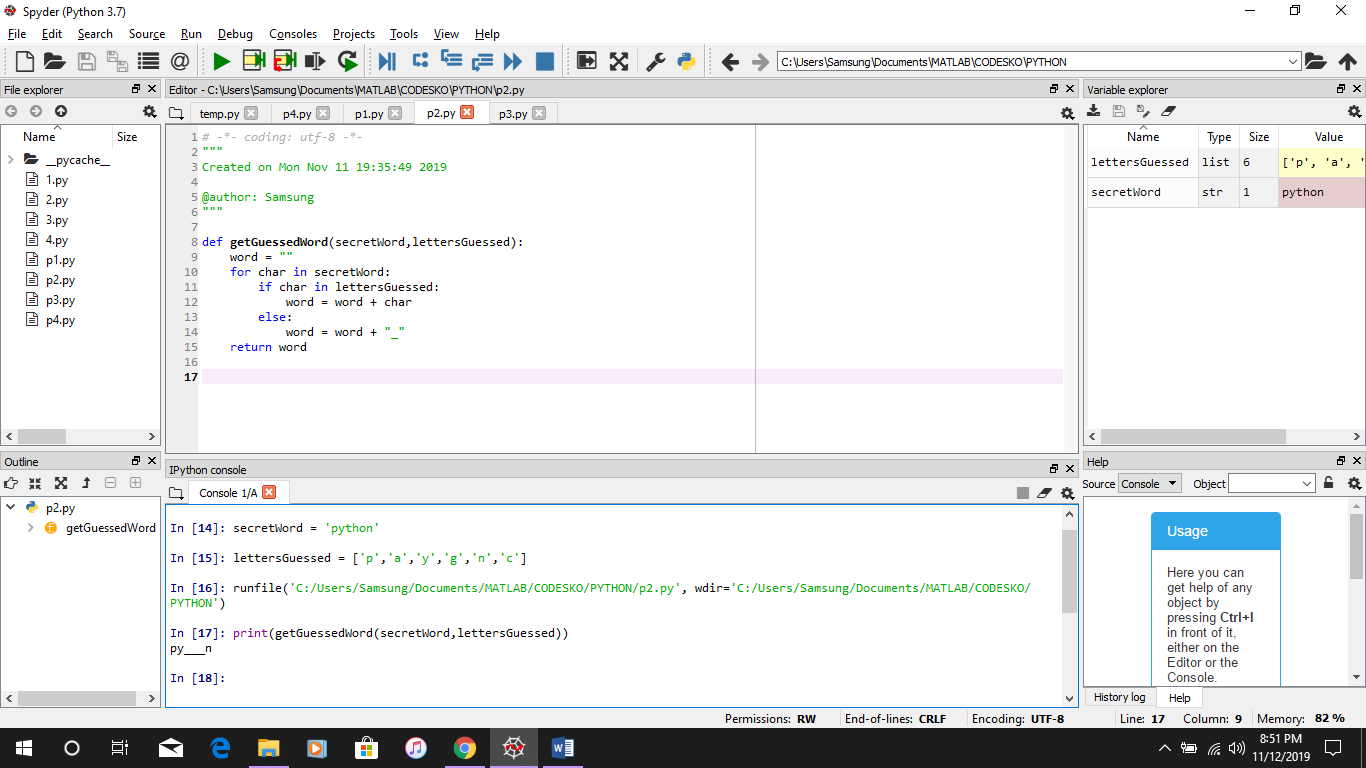 Spyder (Python 3.7)
File Edit Search Source Run Debug Consoles Projects Tools View Help
C:\Users\Samsung\Documents\MATLAB\CODESKO\PYTHON
File explorer
Name Size
__pycache__
1.py
2.py
3.py
4.py
p1.py
p2.py
p3.py
p4.py
Outline
p2.py
getGuessedWord
Editor - C:\Users\Samsung\Documents\MATLAB\CODESKO\PYTHON\p2.py
temp.py p4.py p1.py p2.py p3.py
1 # -*- coding: utf-8 -*-
2 """
3 Created on Mon Nov 11 19:35:49 2019
4
5 @author: Samsung
6 """
7
8 def getGuessedWord(secretWord,lettersGuessed):
9     word = ""
10     for char in secretWord:
11         if char in lettersGuessed:
12             word = word + char
13         else:
14             word = word + "_"
15     return word
16
17
IPython console
Console 1/A
In [14]: secretWord = 'python'
In [15]: lettersGuessed = ['p','a','y','g','n','c']
In [16]: runfile('C:/Users/Samsung/Documents/MATLAB/CODESKO/PYTHON/p2.py', wdir='C:/Users/Samsung/Documents/MATLAB/CODESKO/
PYTHON')
In [17]: print(getGuessedWord(secretWord,lettersGuessed))
py___n
In [18]:
Variable explorer
Name Type Size Value
lettersGuessed list 6 ['p', 'a', '
secretWord str 1 python
Help
Source Console Object
Usage
Here you can
get help of any
object by
pressing Ctrl+I
in front of it,
either on the
Editor or the
Console.
History log Help
Permissions: RW End-of-lines: CRLF Encoding: UTF-8 Line: 17 Column: 9 Memory: 82 %
8:51 PM
11/12/2019